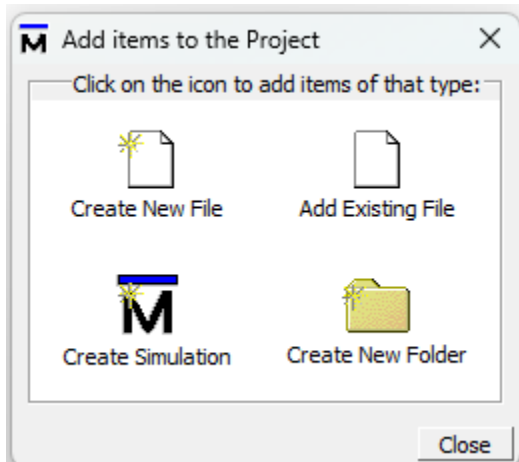 M Add items to the Project
Click on the icon to add items of that type:
Create New File
Add Existing File
M
Create Simulation
Create New Folder
Close